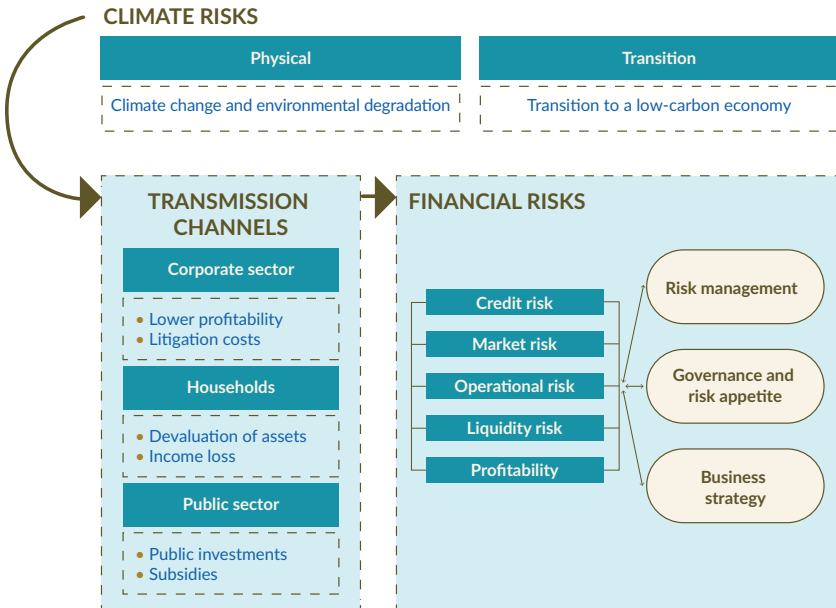 CLIMATE RISKS
Physical
Transition
Climate change and environmental degradation
Transition to a low-carbon economy
TRANSMISSION
CHANNELS
Corporate sector
• Lower profitability
• Litigation costs
Households
• Devaluation of assets
• Income loss
Public sector
• Public investments
• Subsidies
FINANCIAL RISKS
Credit risk
Market risk
Operational risk
Liquidity risk
Profitability
Risk management
Governance and
risk appetite
Business
strategy